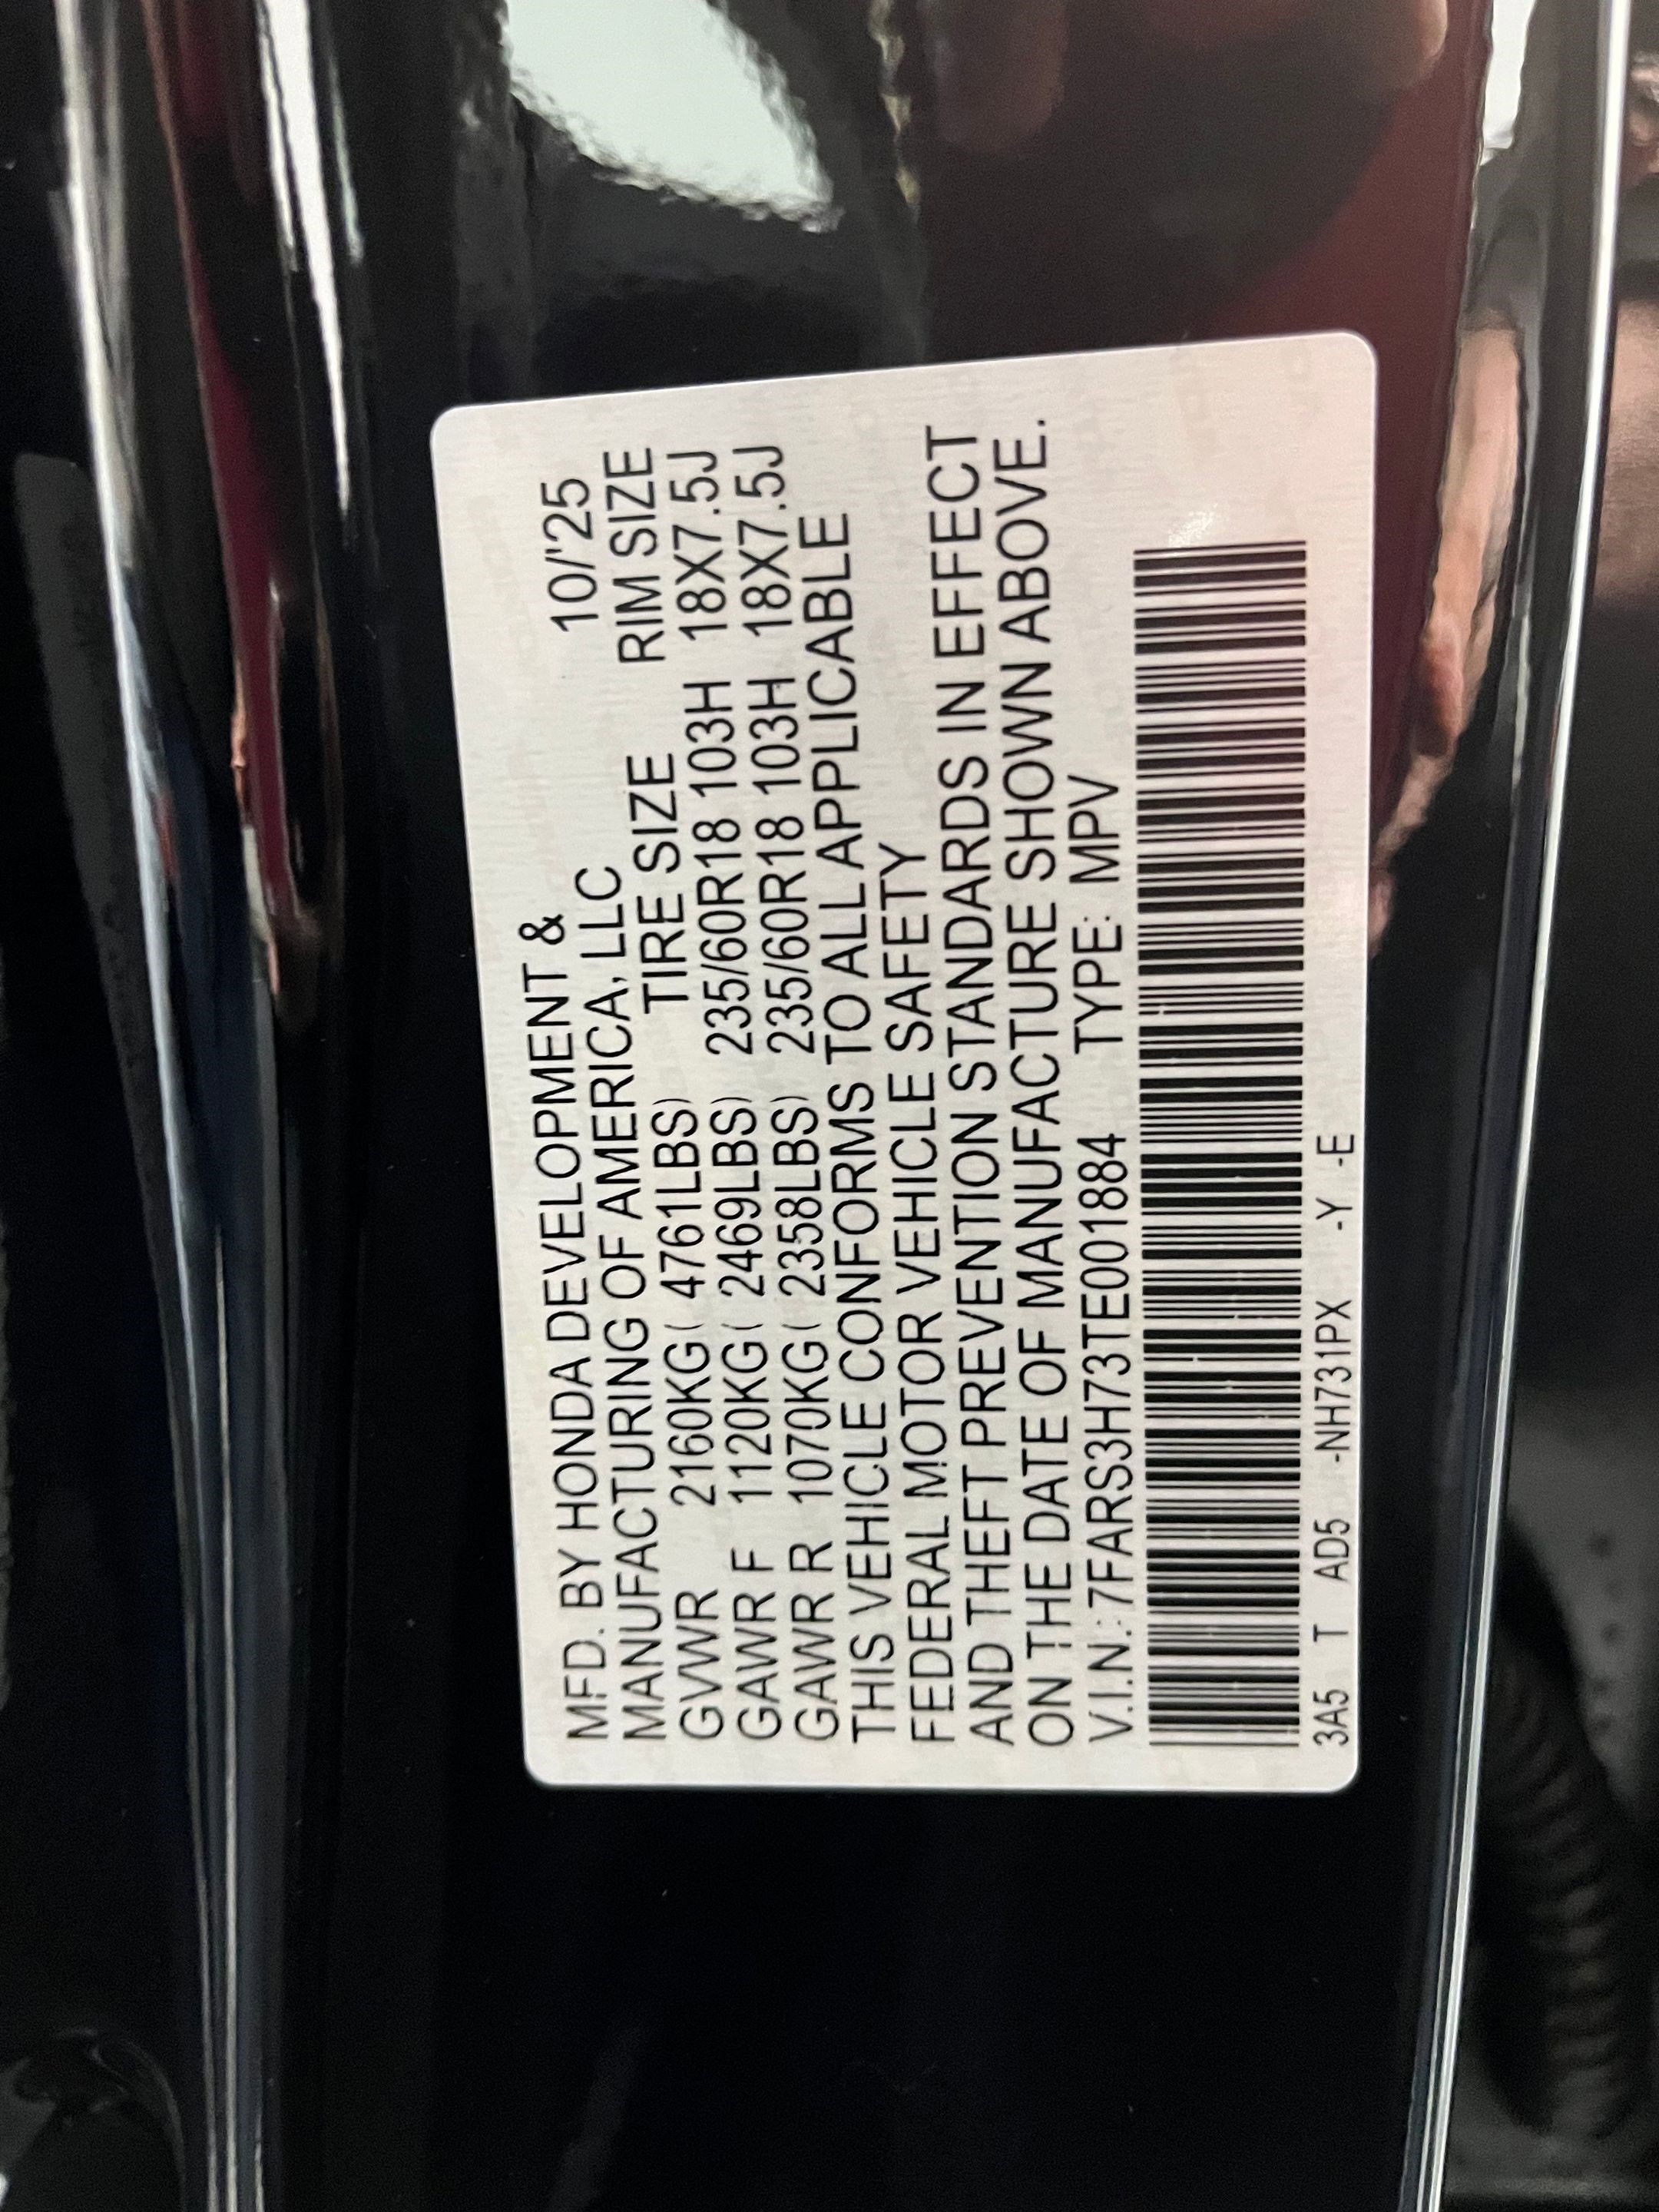 MFD. BY HONDA DEVELOPMENT & 10/'25
MANUFACTURING OF AMERICA, LLC
TIRE SIZE RIM SIZE
GVWR 2160KG( 4761LBS) 235/60R18 103H 18X7.5J
GAWR F 1120KG( 2469LBS) 235/60R18 103H 18X7.5J
GAWR R 1070KG( 2358LBS)
THIS VEHICLE CONFORMS TO ALL APPLICABLE
FEDERAL MOTOR VEHICLE SAFETY
AND THEFT PREVENTION STANDARDS IN EFFECT
ON THE DATE OF MANUFACTURE SHOWN ABOVE.
V.I.N.: 7FARS3H73TE001884 TYPE: MPV
3A5 T AD5 -NH731PX -Y -E